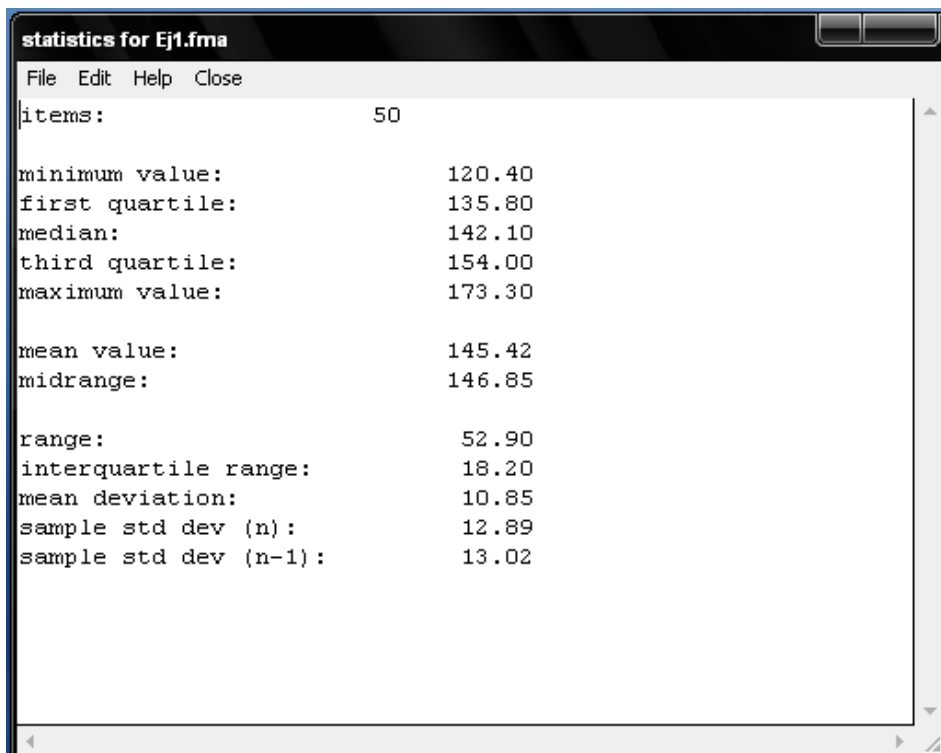 statistics for Ej1.fma
File Edit Help Close
items: 50
minimum value: 120.40
first quartile: 135.80
median: 142.10
third quartile: 154.00
maximum value: 173.30
mean value: 145.42
midrange: 146.85
range: 52.90
interquartile range: 18.20
mean deviation: 10.85
sample std dev (n): 12.89
sample std dev (n-1): 13.02